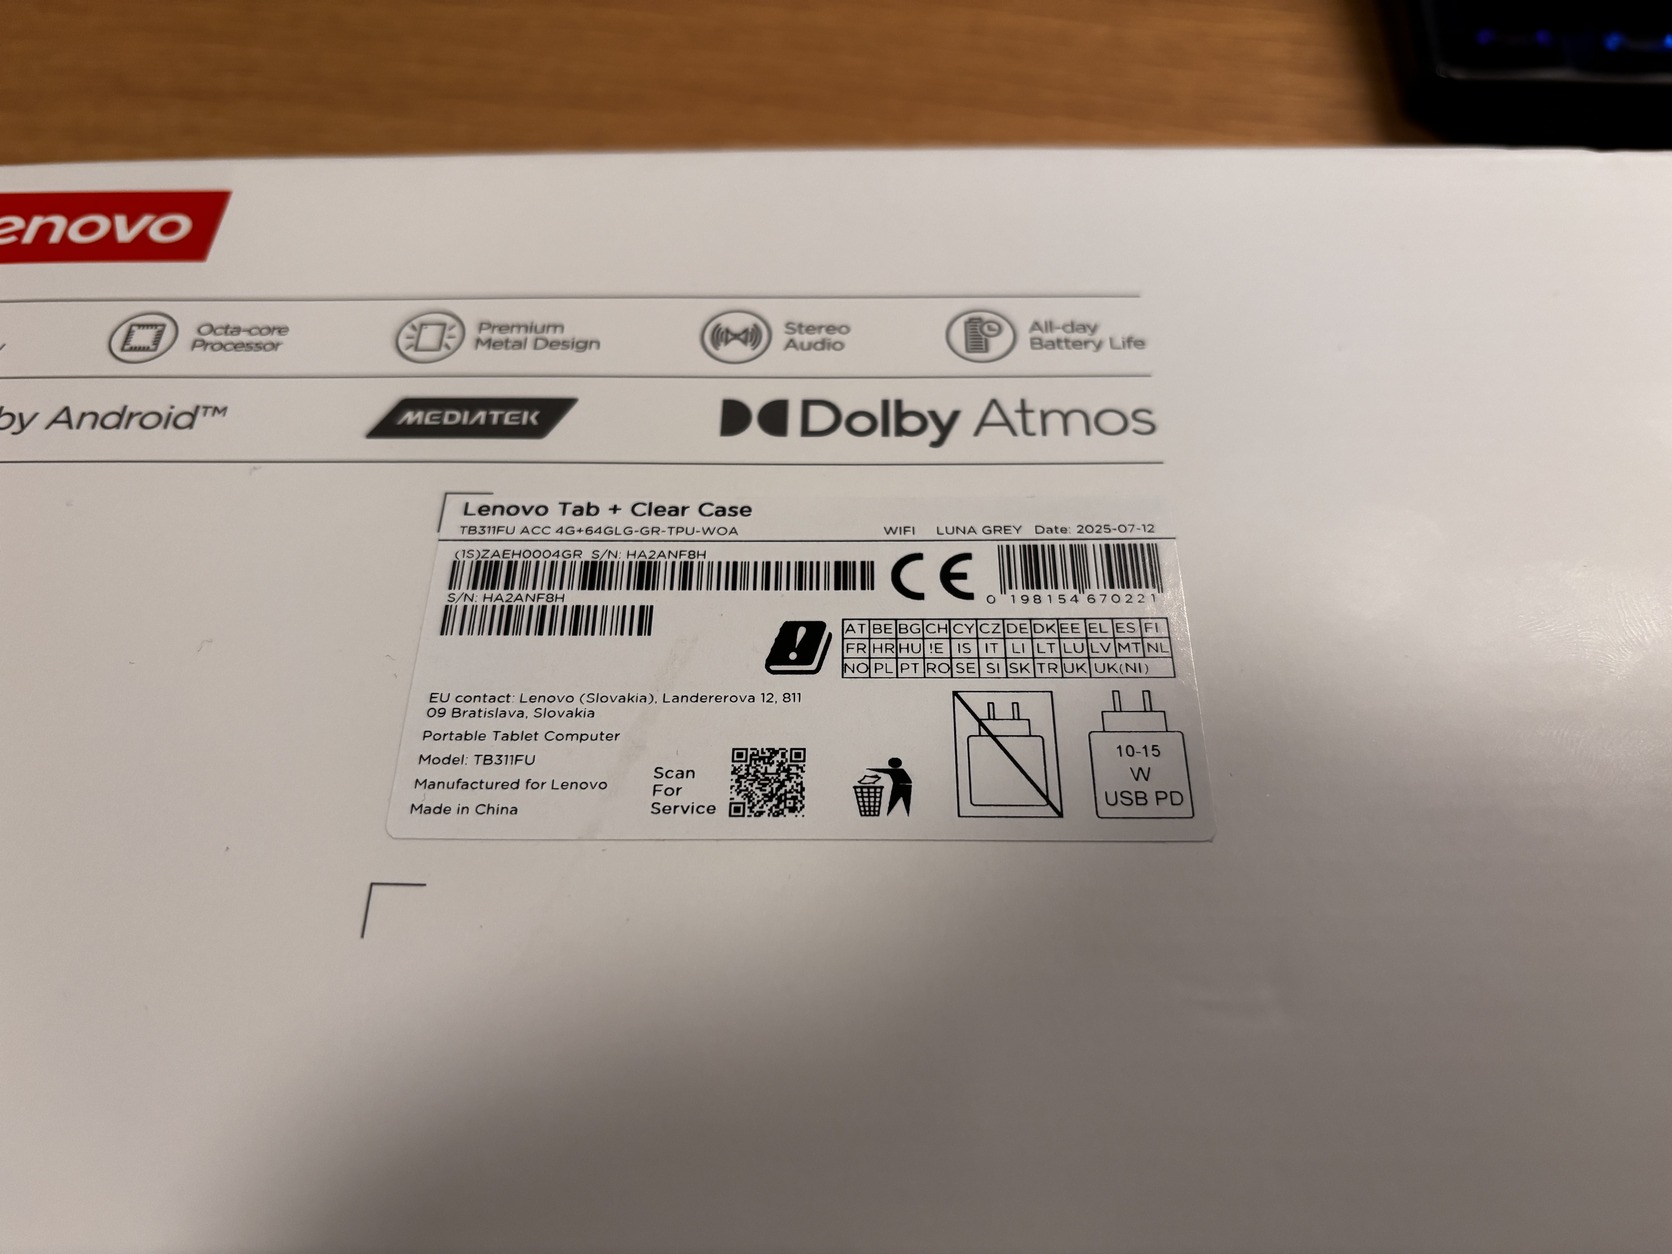 enovo
Octa-core
Processor
Premium
Metal Design
Stereo
Audio
All-day
Battery Life
by Android™
MEDIATEK
Dolby Atmos
Lenovo Tab + Clear Case
TB311FU ACC 4G+64GLG-GR-TPU-WOA WIFI LUNA GREY Date: 2025-07-12
(1S)ZAEH0004GR S/N: HA2ANF8H
S/N: HA2ANF8H
CE
0 198154 670221
AT BE BG CH CY CZ DE DK EE EL ES FI
FR HR HU IE IS IT LI LT LU LV MT NL
NO PL PT RO SE SI SK TR UK UK(NI)
EU contact: Lenovo (Slovakia), Landererova 12, 811
09 Bratislava, Slovakia
Portable Tablet Computer
Model: TB311FU
Manufactured for Lenovo
Made in China
Scan
For
Service
10-15
W
USB PD